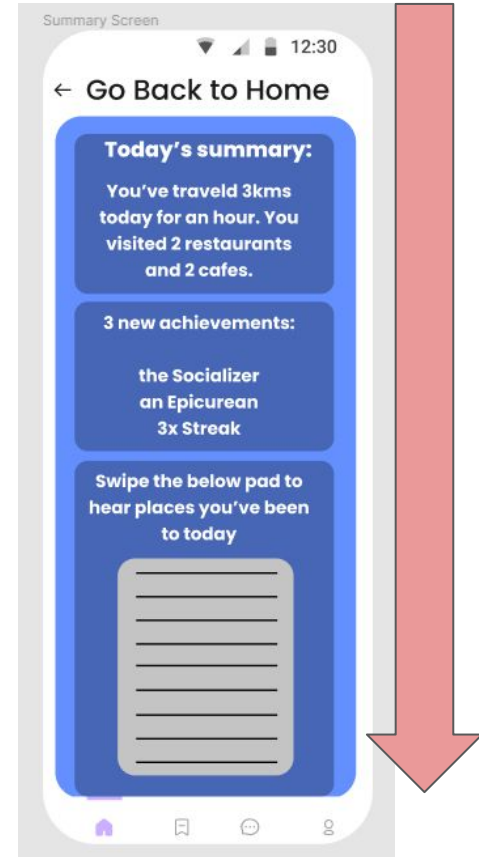 Summary Screen
12:30
← Go Back to Home
Today's summary:
You've traveld 3kms
today for an hour. You
visited 2 restaurants
and 2 cafes.
3 new achievements:
the Socializer
an Epicurean
3x Streak
Swipe the below pad to
hear places you've been
to today